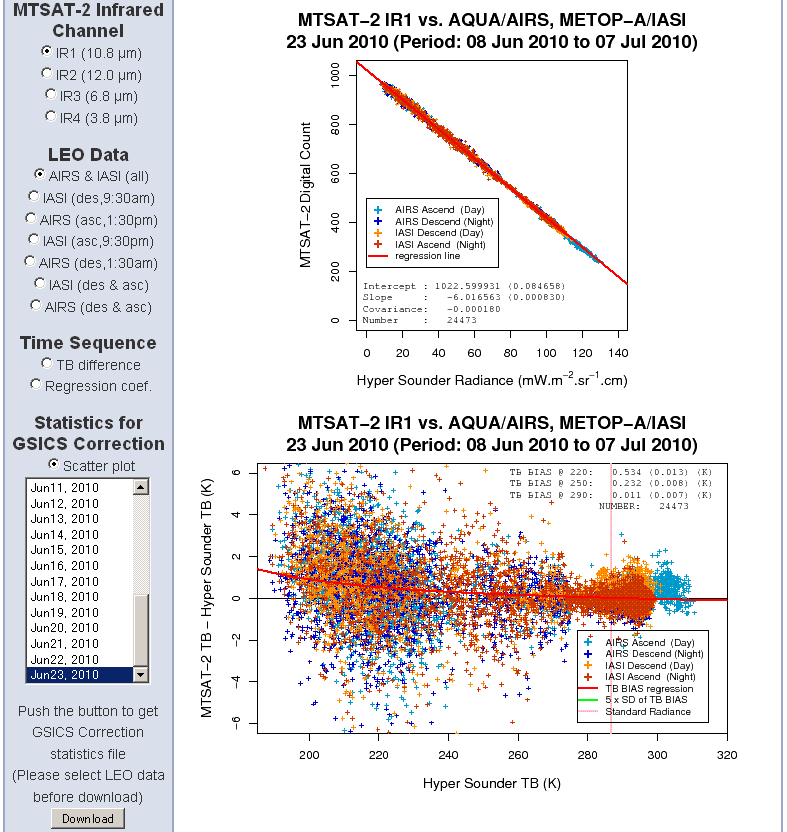 MTSAT-2 Infrared
Channel
IR1 (10.8 µm)
IR2 (12.0 µm)
IR3 (6.8 µm)
IR4 (3.8 µm)
LEO Data
AIRS & IASI (all)
IASI (des,9:30am)
AIRS (asc,1:30pm)
IASI (asc,9:30pm)
AIRS (des,1:30am)
IASI (des & asc)
AIRS (des & asc)
Time Sequence
TB difference
Regression coef.
Statistics for
GSICS Correction
Scatter plot
Jun11, 2010
Jun12, 2010
Jun13, 2010
Jun14, 2010
Jun15, 2010
Jun16, 2010
Jun17, 2010
Jun18, 2010
Jun19, 2010
Jun20, 2010
Jun21, 2010
Jun22, 2010
Jun23, 2010
Push the button to get
GSICS Correction
statistics file
(Please select LEO data
before download)
Download
MTSAT−2 IR1 vs. AQUA/AIRS, METOP−A/IASI
23 Jun 2010 (Period: 08 Jun 2010 to 07 Jul 2010)
MTSAT−2 Digital Count
1000
800
600
400
200
0
AIRS Ascend (Day)
AIRS Descend (Night)
IASI Descend (Day)
IASI Ascend (Night)
regression line
Intercept : 1022.599931 (0.084658)
Slope : -6.016563 (0.000830)
Covariance: -0.000180
Number : 24473
0 20 40 60 80 100 120 140
Hyper Sounder Radiance (mW.m−2.sr−1.cm)
MTSAT−2 IR1 vs. AQUA/AIRS, METOP−A/IASI
23 Jun 2010 (Period: 08 Jun 2010 to 07 Jul 2010)
MTSAT−2 TB − Hyper Sounder TB (K)
6
4
2
0
−2
−4
−6
TB BIAS @ 220: 0.534 (0.013) (K)
TB BIAS @ 250: 0.232 (0.008) (K)
TB BIAS @ 290: 0.011 (0.007) (K)
NUMBER: 24473
AIRS Ascend (Day)
AIRS Descend (Night)
IASI Descend (Day)
IASI Ascend (Night)
TB BIAS regression
5 x SD of TB BIAS
Standard Radiance
200 220 240 260 280 300 320
Hyper Sounder TB (K)